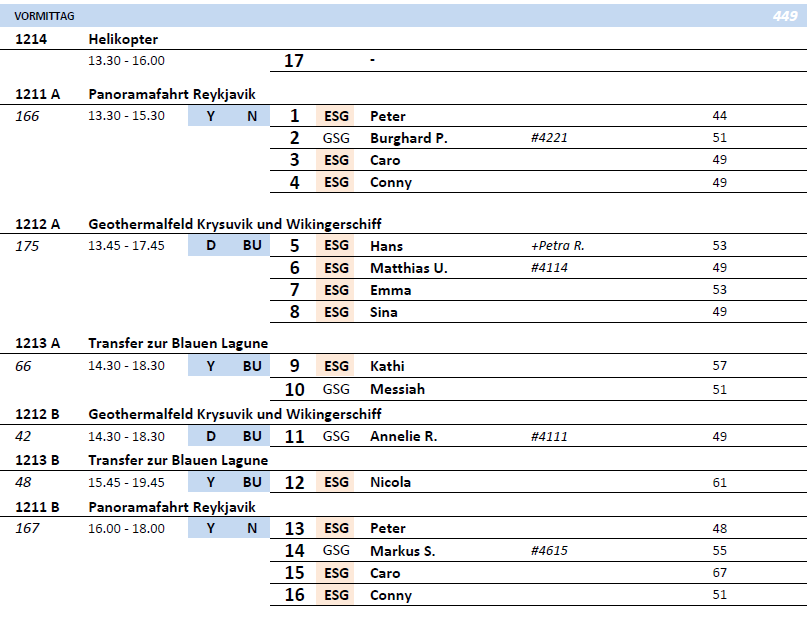 VORMITTAG 449
1214 Helikopter
13.30 - 16.00 17 -
1211 A Panoramafahrt Reykjavik
166 13.30 - 15.30 Y N 1 ESG Peter 44
2 GSG Burghard P. #4221 51
3 ESG Caro 49
4 ESG Conny 49
1212 A Geothermalfeld Krysuvik und Wikingerschiff
175 13.45 - 17.45 D BU 5 ESG Hans +Petra R. 53
6 ESG Matthias U. #4114 49
7 ESG Emma 53
8 ESG Sina 49
1213 A Transfer zur Blauen Lagune
66 14.30 - 18.30 Y BU 9 ESG Kathi 57
10 GSG Messiah 51
1212 B Geothermalfeld Krysuvik und Wikingerschiff
42 14.30 - 18.30 D BU 11 GSG Annelie R. #4111 49
1213 B Transfer zur Blauen Lagune
48 15.45 - 19.45 Y BU 12 ESG Nicola 61
1211 B Panoramafahrt Reykjavik
167 16.00 - 18.00 Y N 13 ESG Peter 48
14 GSG Markus S. #4615 55
15 ESG Caro 67
16 ESG Conny 51